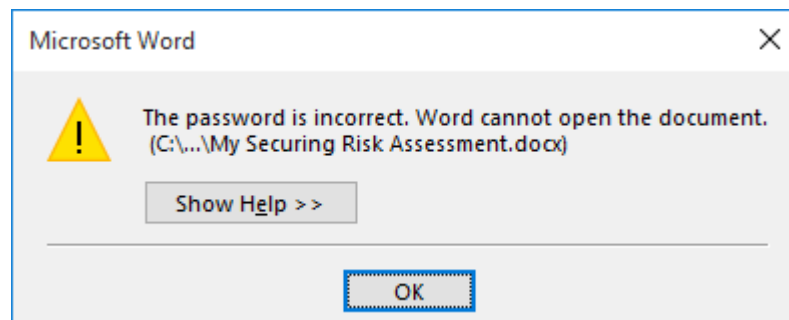 Microsoft Word
The password is incorrect. Word cannot open the document.
(C:\...\My Securing Risk Assessment.docx)
Show Help >>
OK